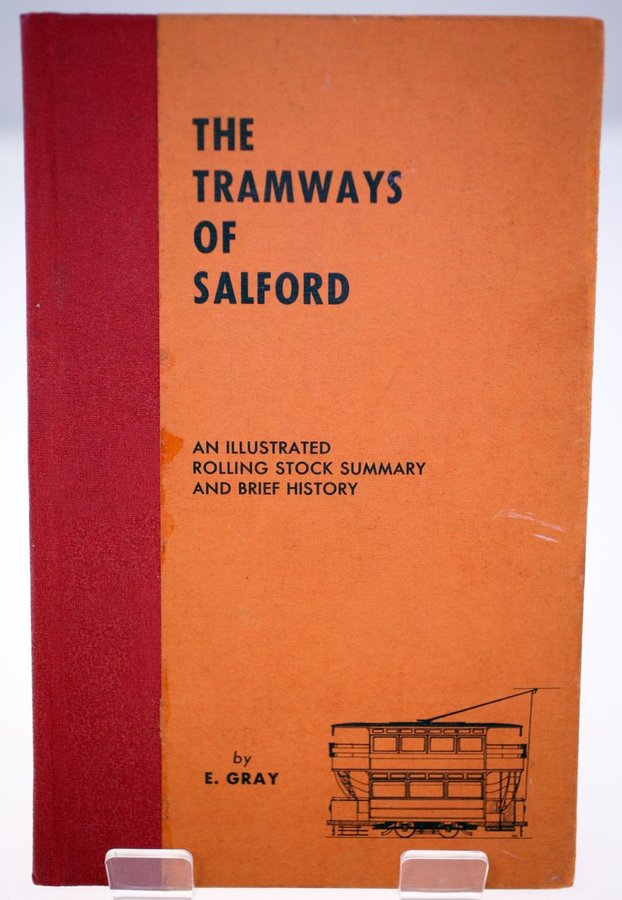 THE
TRAMWAYS
OF
SALFORD
AN ILLUSTRATED
ROLLING STOCK SUMMARY
AND BRIEF HISTORY
by
E. GRAY